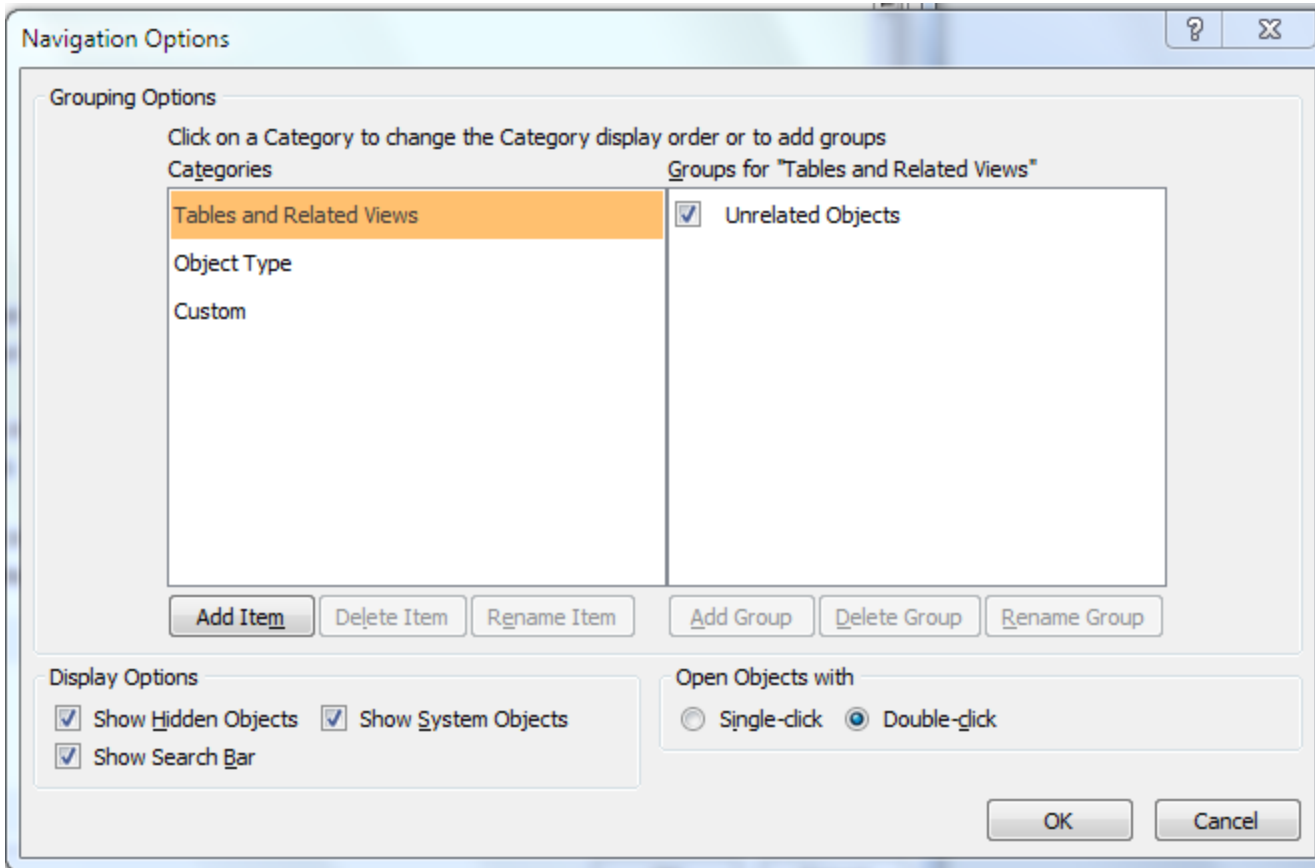 Navigation Options
Grouping Options
Click on a Category to change the Category display order or to add groups
Categories Groups for "Tables and Related Views"
Tables and Related Views Unrelated Objects
Object Type
Custom
Add Item Delete Item Rename Item Add Group Delete Group Rename Group
Display Options Open Objects with
Show Hidden Objects Show System Objects Single-click Double-click
Show Search Bar
OK Cancel